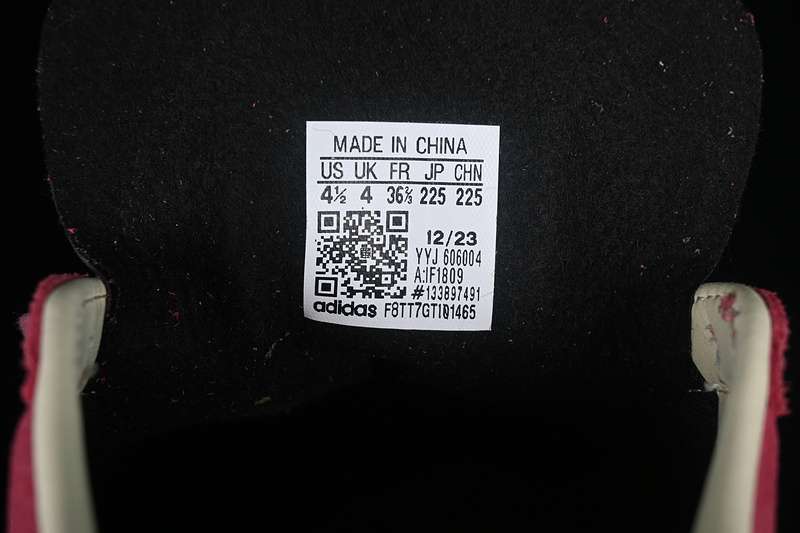 MADE IN CHINA
US UK FR JP CHN
4½ 4 36⅔ 225 225
12/23
YYJ 606004
A:IF1809
#133897491
adidas F8TT7GTI01465